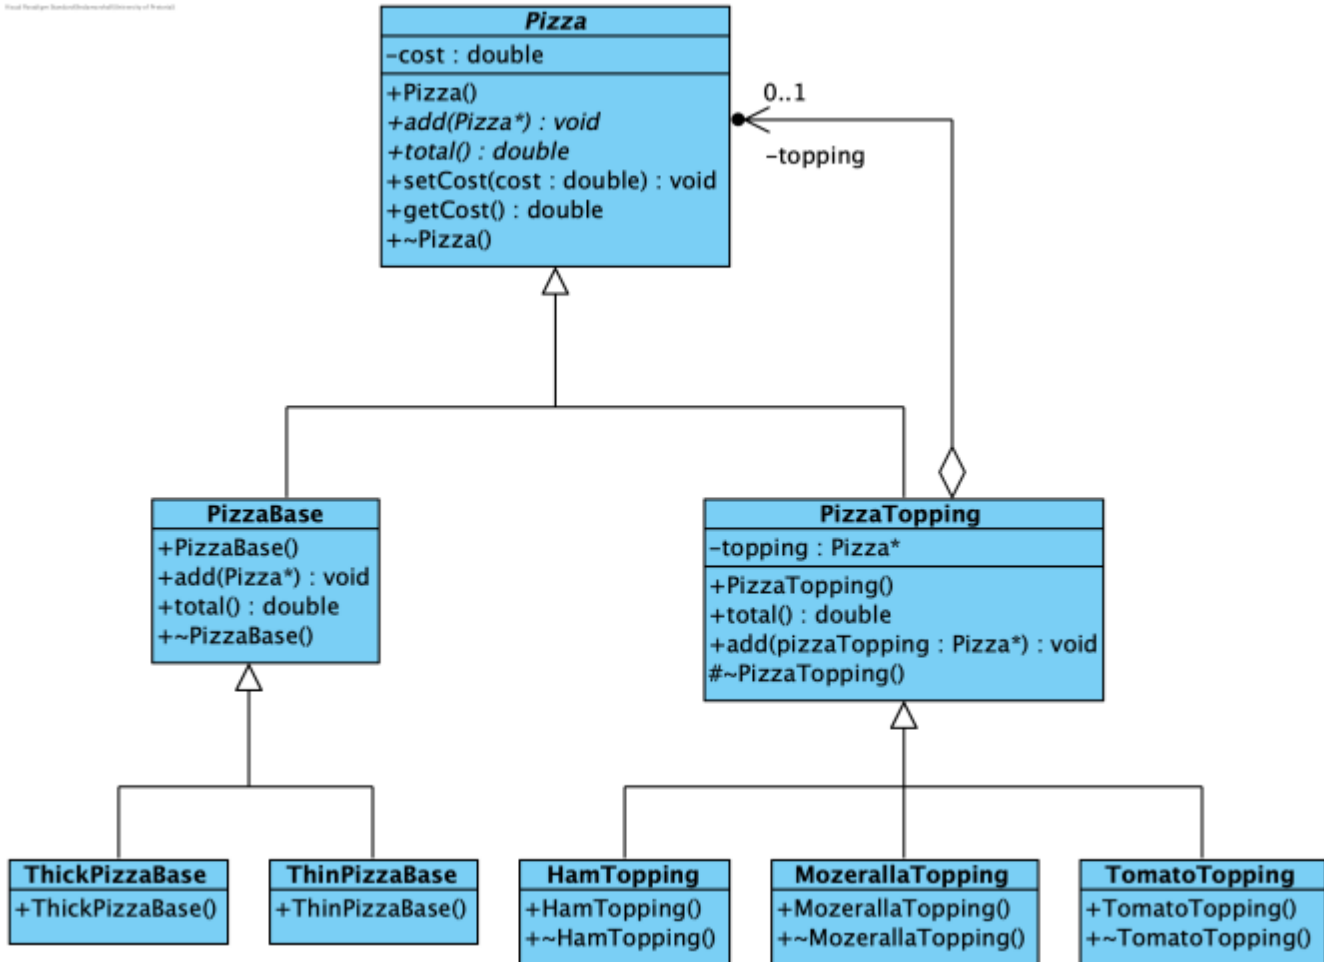 Pizza
-cost : double
+Pizza()
+add(Pizza*) : void
+total() : double
+setCost(cost : double) : void
+getCost() : double
+~Pizza()
0..1
-topping
PizzaBase
+PizzaBase()
+add(Pizza*) : void
+total() : double
+~PizzaBase()
PizzaTopping
-topping : Pizza*
+PizzaTopping()
+total() : double
+add(pizzaTopping : Pizza*) : void
#~PizzaTopping()
ThickPizzaBase
+ThickPizzaBase()
ThinPizzaBase
+ThinPizzaBase()
HamTopping
+HamTopping()
+~HamTopping()
MozerallaTopping
+MozerallaTopping()
+~MozerallaTopping()
TomatoTopping
+TomatoTopping()
+~TomatoTopping()